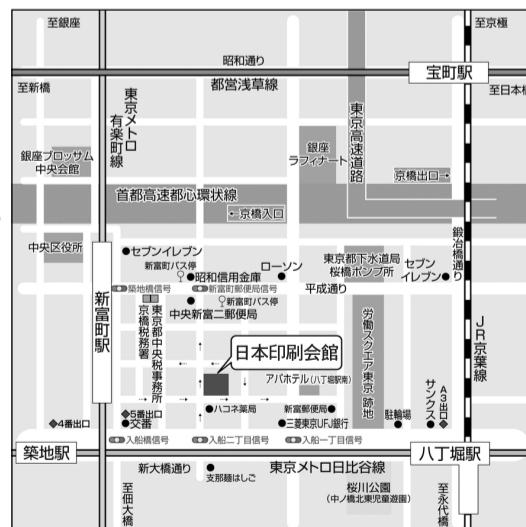 至銀座
至京極
昭和通り
宝町駅
至新橋
都営浅草線
至日本橋
東京メトロ
有楽町線
東京高速道路
銀座ブロッサム
中央会館
銀座
ラフィナート
京橋出口→
首都高速都心環状線
←京橋入口
鍛冶橋通り
中央区役所
セブンイレブン
新富町バス停
昭和信用金庫
ローソン
東京都下水道局
桜橋ポンプ所
セブン
イレブン
築地橋信号
新富町郵便局信号
平成通り
新富町バス停
中央新富二郵便局
新富町駅
東京都中央税事務所
京橋税務署
日本印刷会館
労働スクエア東京 跡地
JR京葉線
アパホテル(八丁堀駅南)
ハコネ薬局
新富郵便局
A3出口
サンクス
駐輪場
4番出口
5番出口
交番
三菱東京UFJ銀行
入船橋信号
入船二丁目信号
入船一丁目信号
築地駅
八丁堀駅
新大橋通り
東京メトロ日比谷線
支那麺はしご
桜川公園
(中ノ橋北東児童遊園)
至佃大橋
至永代橋